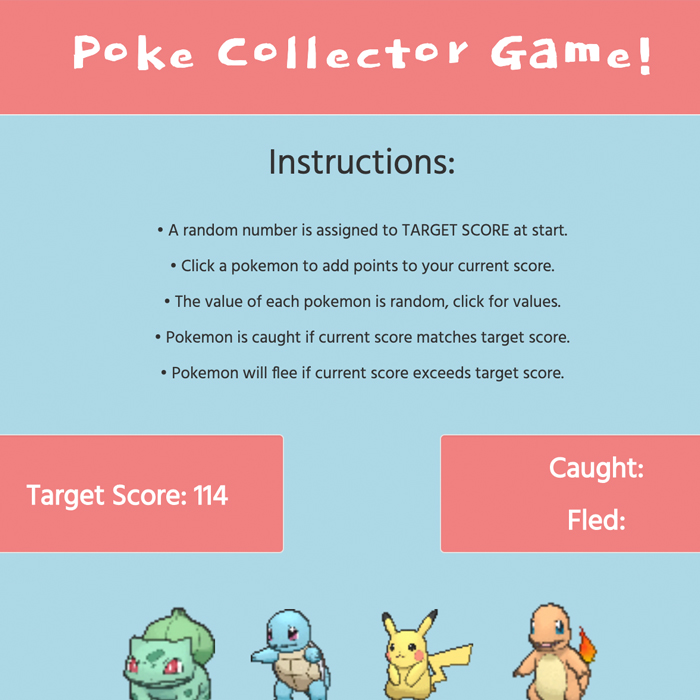 Poke Collector Game!
Instructions:
• A random number is assigned to TARGET SCORE at start.
• Click a pokemon to add points to your current score.
• The value of each pokemon is random, click for values.
• Pokemon is caught if current score matches target score.
• Pokemon will flee if current score exceeds target score.
Target Score: 114
Caught:
Fled: